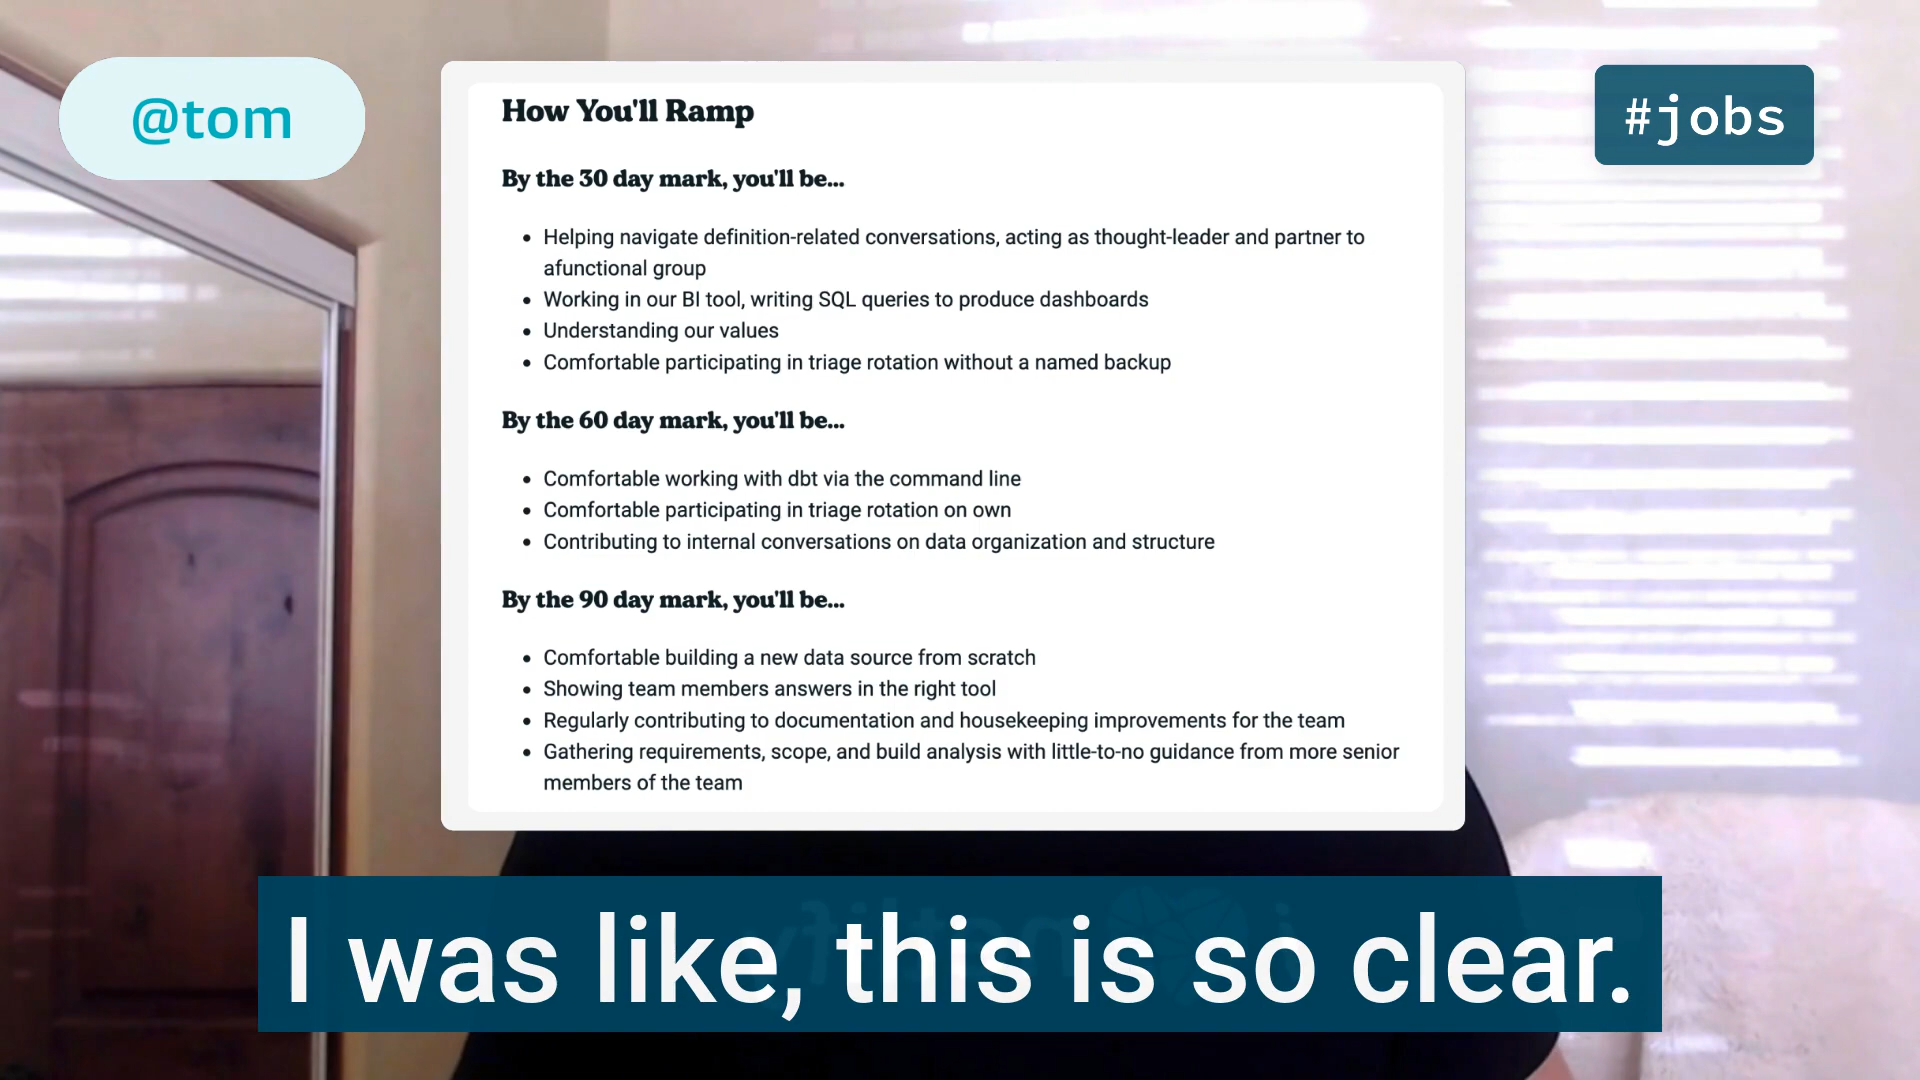 @tom
#jobs
How You'll Ramp
By the 30 day mark, you'll be...
• Helping navigate definition-related conversations, acting as thought-leader and partner to
afunctional group
• Working in our BI tool, writing SQL queries to produce dashboards
• Understanding our values
• Comfortable participating in triage rotation without a named backup
By the 60 day mark, you'll be...
• Comfortable working with dbt via the command line
• Comfortable participating in triage rotation on own
• Contributing to internal conversations on data organization and structure
By the 90 day mark, you'll be...
• Comfortable building a new data source from scratch
• Showing team members answers in the right tool
• Regularly contributing to documentation and housekeeping improvements for the team
• Gathering requirements, scope, and build analysis with little-to-no guidance from more senior
members of the team
I was like, this is so clear.